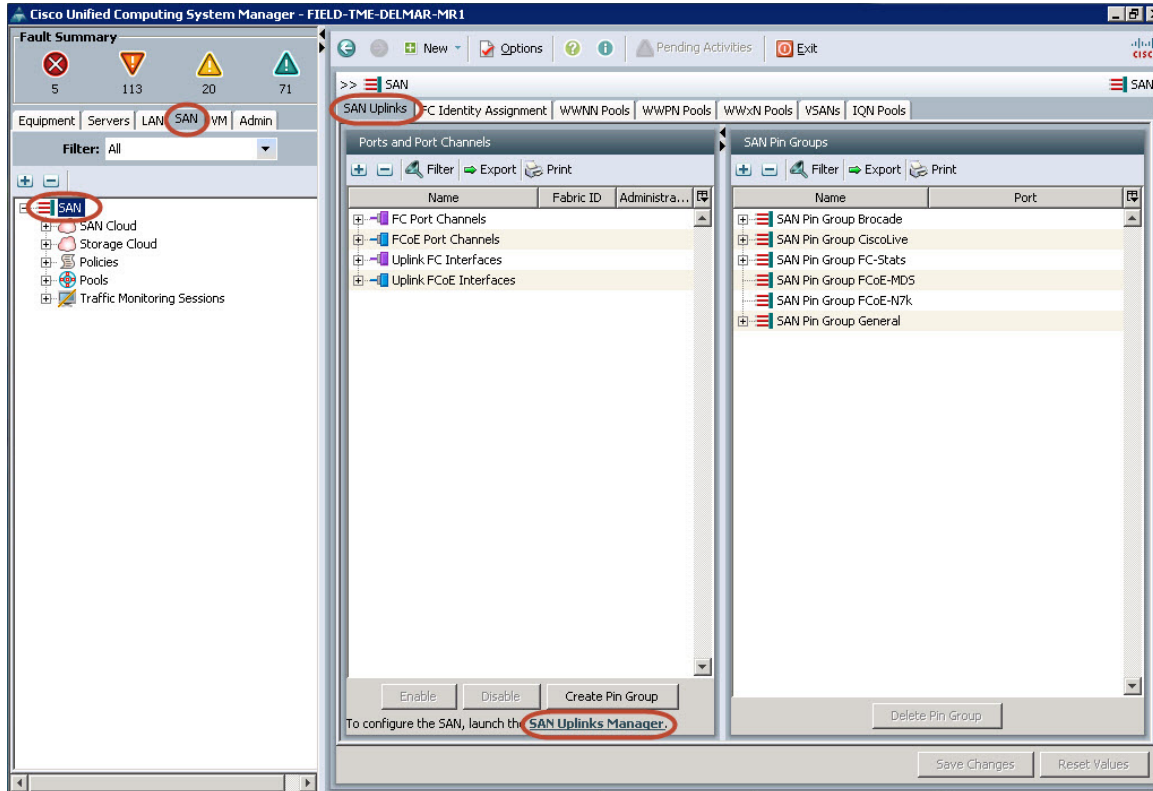 Cisco Unified Computing System Manager - FIELD-TME-DELMAR-MR1
Fault Summary
5 113 20 71
New Options Pending Activities Exit
CISC
>> SAN
SAN
Equipment Servers LAN SAN VM Admin
Filter: All
SAN
SAN Cloud
Storage Cloud
Policies
Pools
Traffic Monitoring Sessions
SAN Uplinks FC Identity Assignment WWNN Pools WWPN Pools WWxN Pools VSANs IQN Pools
Ports and Port Channels
Filter Export Print
Name Fabric ID Administra...
FC Port Channels
FCoE Port Channels
Uplink FC Interfaces
Uplink FCoE Interfaces
Enable Disable Create Pin Group
To configure the SAN, launch the SAN Uplinks Manager.
SAN Pin Groups
Filter Export Print
Name Port
SAN Pin Group Brocade
SAN Pin Group CiscoLive
SAN Pin Group FC-Stats
SAN Pin Group FCoE-MDS
SAN Pin Group FCoE-N7k
SAN Pin Group General
Delete Pin Group
Save Changes Reset Values